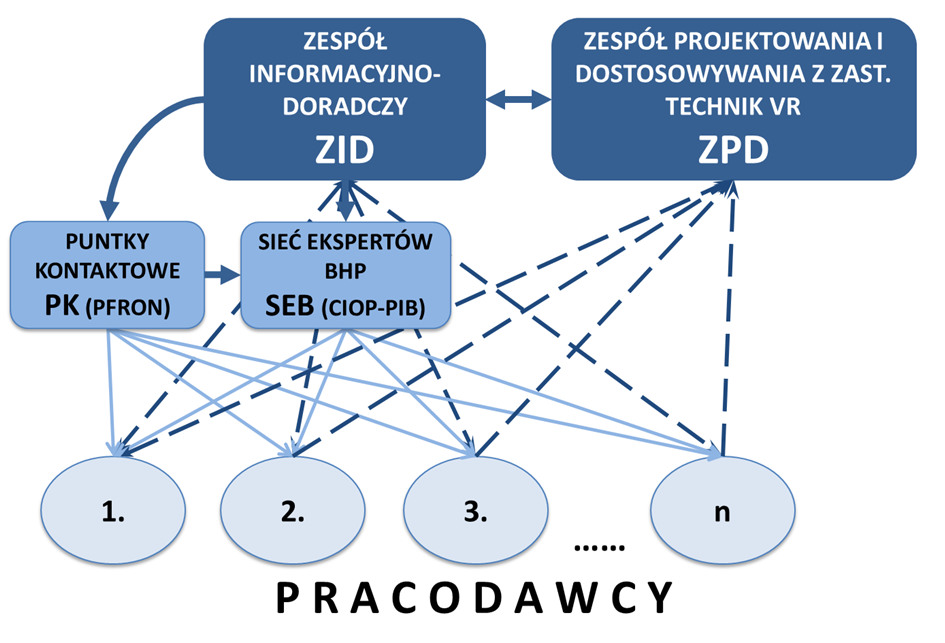 ZESPÓŁ
INFORMACYJNO-
DORADCZY
ZID
ZESPÓŁ PROJEKTOWANIA I
DOSTOSOWYWANIA Z ZAST.
TECHNIK VR
ZPD
PUNTKY
KONTAKTOWE
PK (PFRON)
SIEĆ EKSPERTÓW
BHP
SEB (CIOP-PIB)
1.
2.
3.
......
n
PRACODAWCY